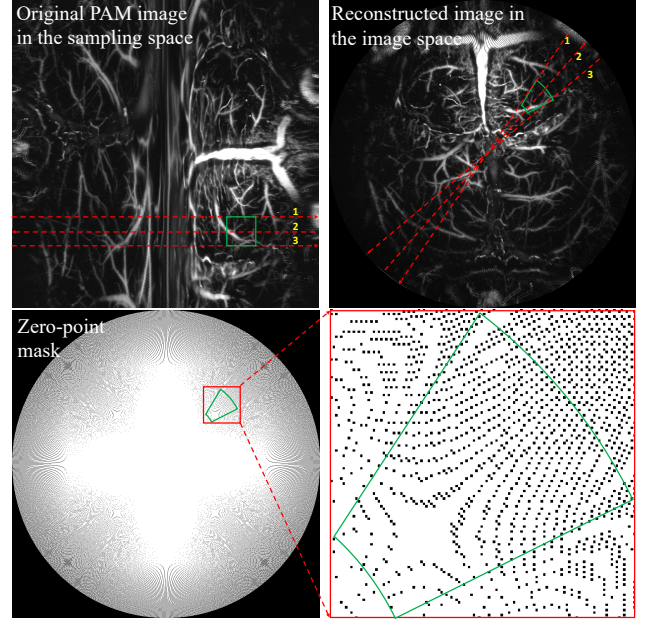 Original PAM image
in the sampling space
1
2
3
Reconstructed image in
the image space
1
2
3
Zero-point
mask